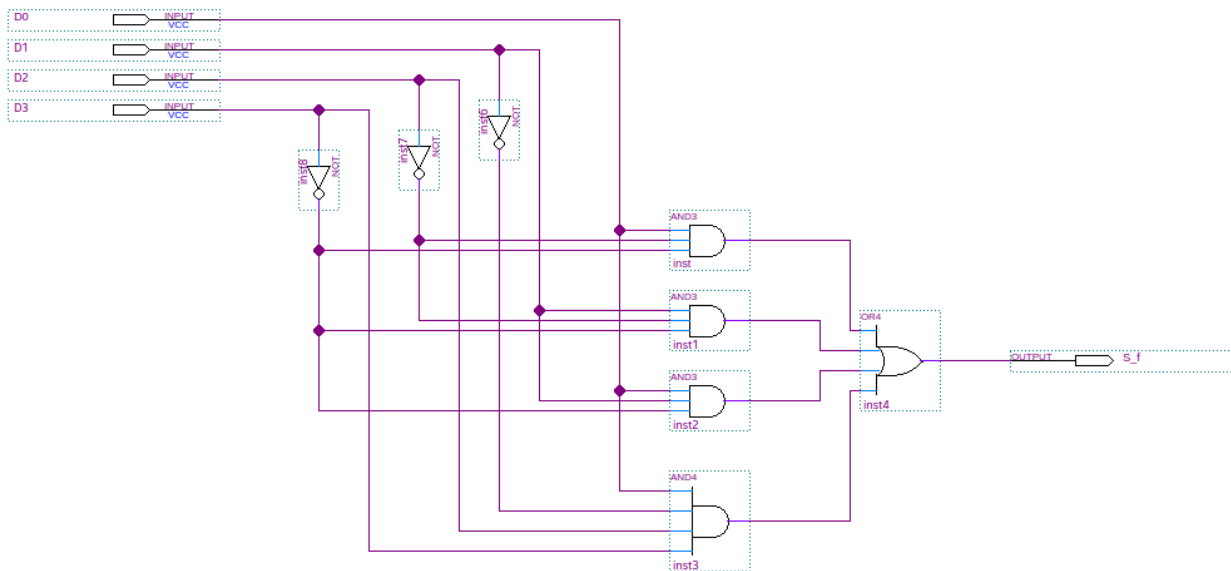 D0 INPUT
VCC
D1 INPUT
VCC
D2 INPUT
VCC
D3 INPUT
VCC
inst6 NOT
inst7 NOT
inst8 NOT
AND3
inst
AND3
inst1
OR4
OUTPUT S_f
AND3
inst2
inst4
AND4
inst3